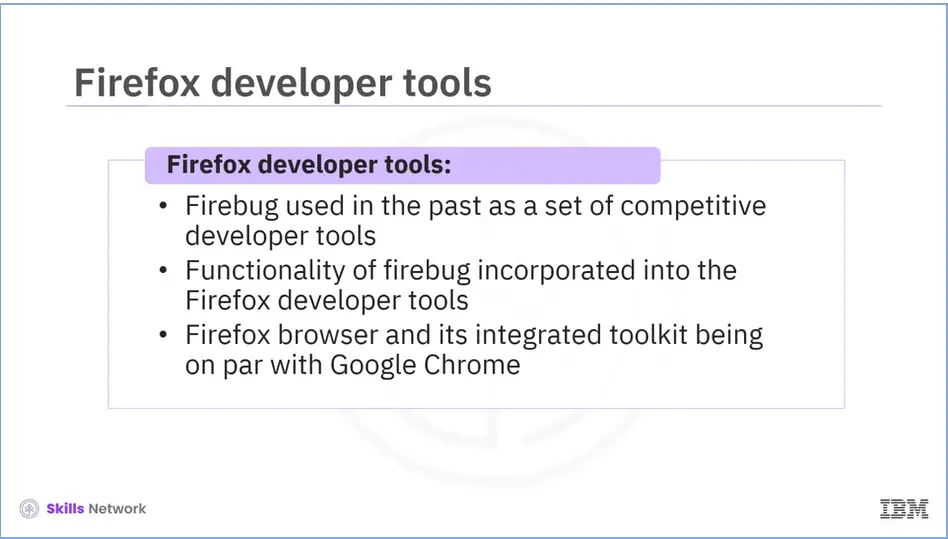 Firefox developer tools
Firefox developer tools:
• Firebug used in the past as a set of competitive
developer tools
• Functionality of firebug incorporated into the
Firefox developer tools
• Firefox browser and its integrated toolkit being
on par with Google Chrome
Skills Network
IBM